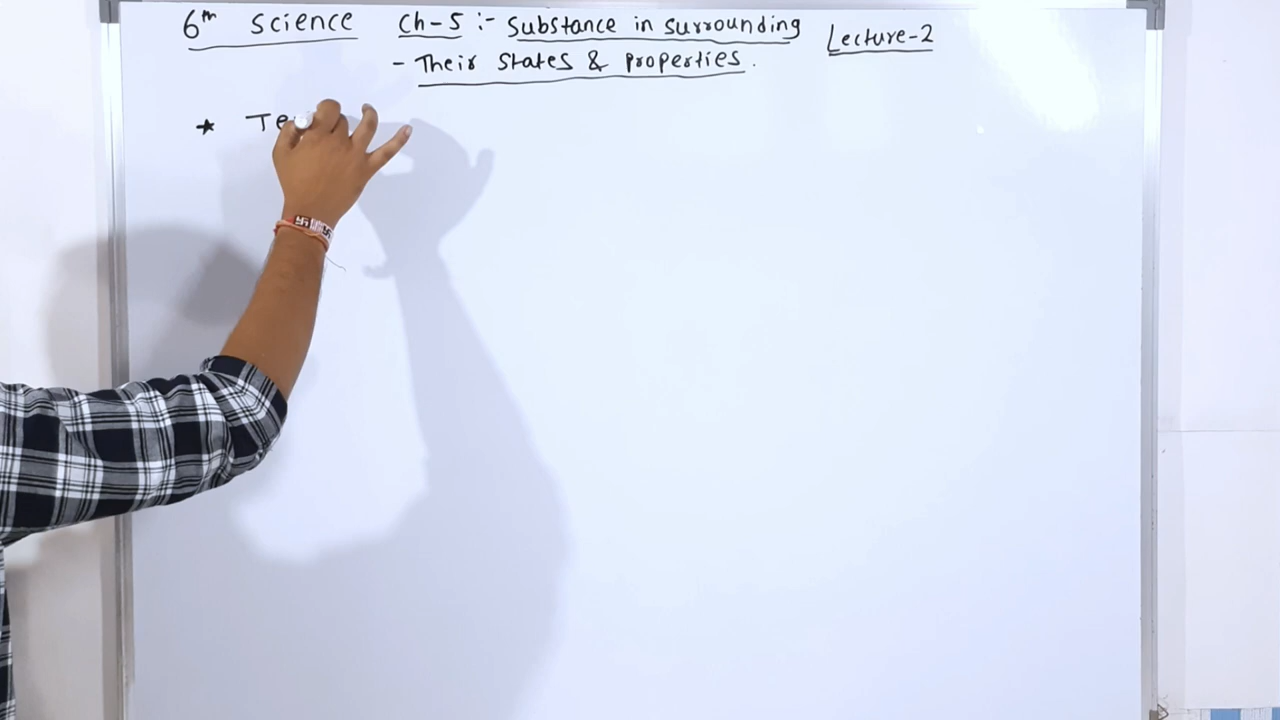 6th Science Ch-5 :- Substance in surrounding Lecture-2
- Their States & properties.
* Te